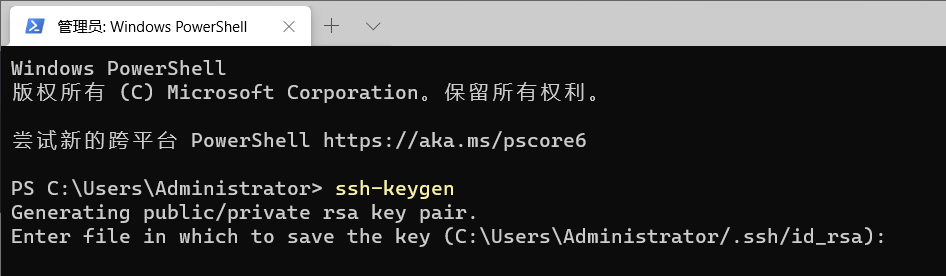 管理员: Windows PowerShell
Windows PowerShell
版权所有 (C) Microsoft Corporation。保留所有权利。
尝试新的跨平台 PowerShell https://aka.ms/pscore6
PS C:\Users\Administrator> ssh-keygen
Generating public/private rsa key pair.
Enter file in which to save the key (C:\Users\Administrator/.ssh/id_rsa):